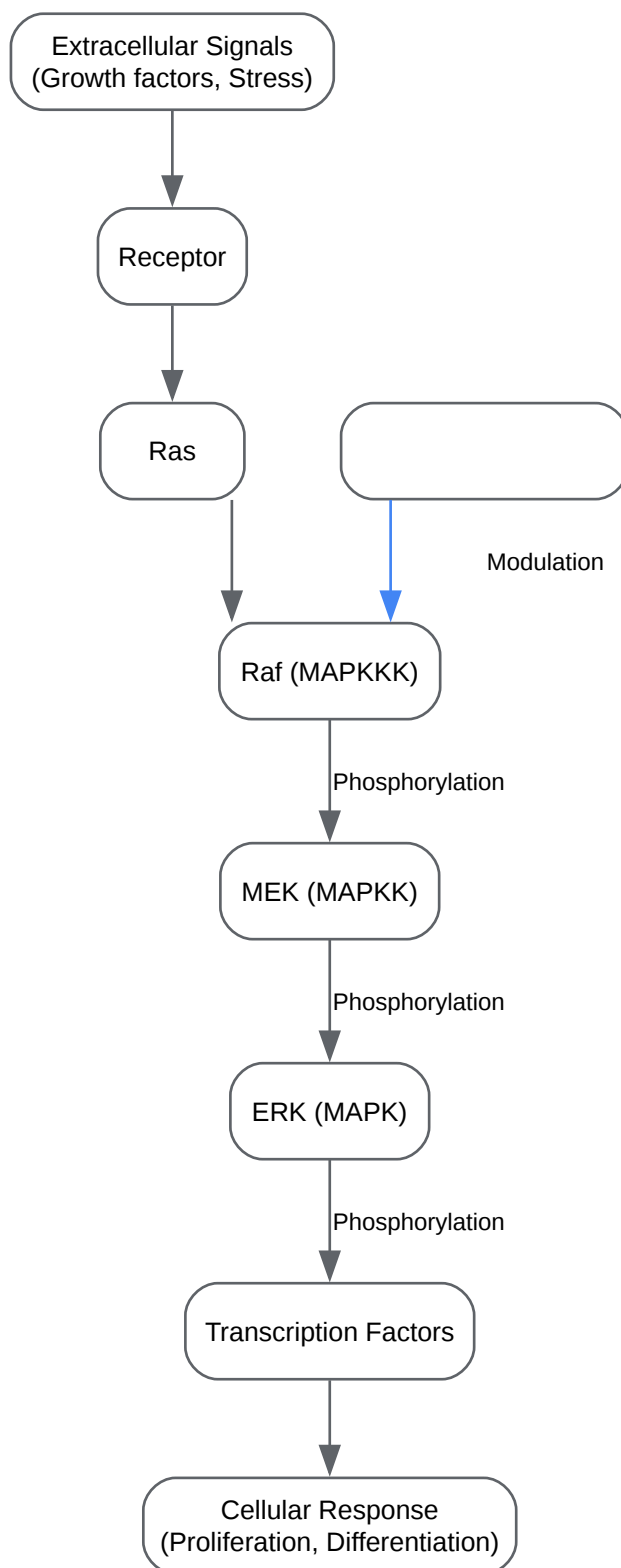 Extracellular Signals
(Growth factors, Stress)
Receptor
Ras
Modulation
Raf (MAPKKK)
Phosphorylation
MEK (MAPKK)
Phosphorylation
ERK (MAPK)
Phosphorylation
Transcription Factors
Cellular Response
(Proliferation, Differentiation)